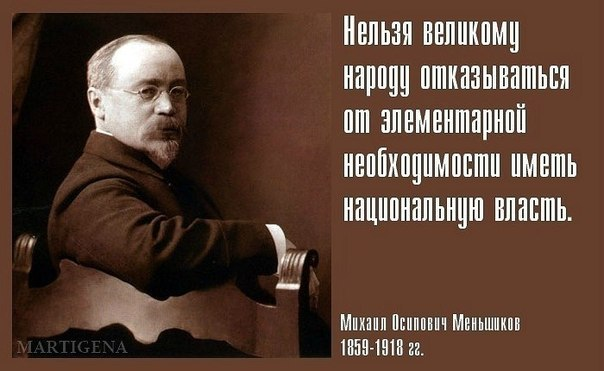 Нельзя великому
народу отказываться
от элементарной
необходимости иметь
национальную власть.
Михаил Осипович Меньшиков
1859-1918 гг.
MARTIGENA